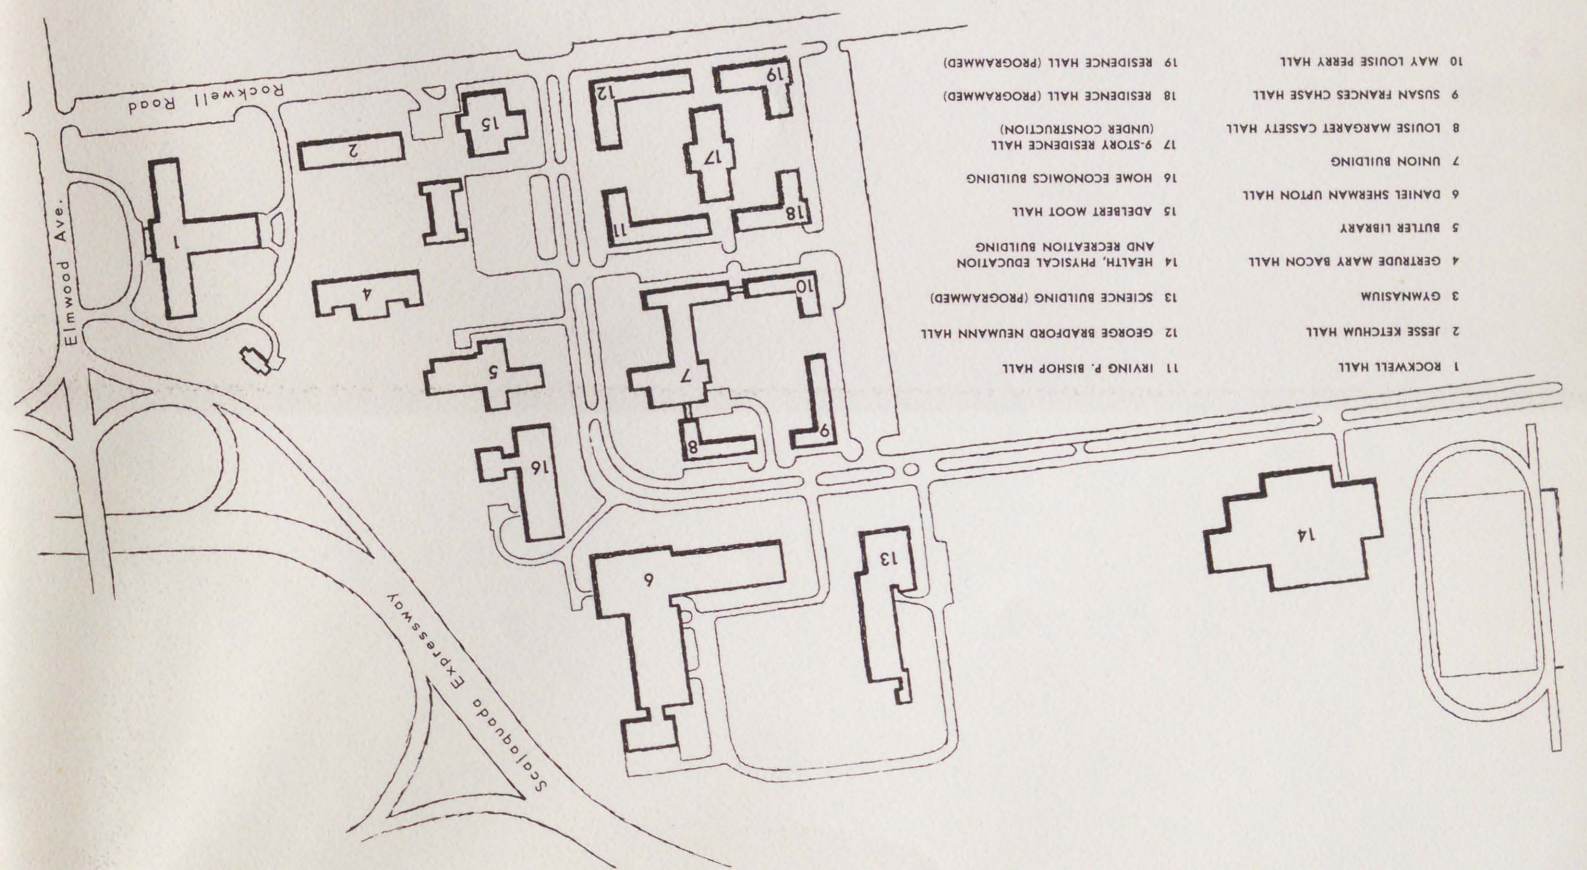 1 ROCKWELL HALL
2 JESSE KETCHUM HALL
3 GYMNASIUM
4 GERTRUDE MARY BACON HALL
5 BUTLER LIBRARY
6 DANIEL SHERMAN UPTON HALL
7 UNION BUILDING
8 LOUISE MARGARET CASSETY HALL
9 SUSAN FRANCES CHASE HALL
10 MAY LOUISE PERRY HALL
11 IRVING P. BISHOP HALL
12 GEORGE BRADFORD NEUMANN HALL
13 SCIENCE BUILDING (PROGRAMMED)
14 HEALTH, PHYSICAL EDUCATION
AND RECREATION BUILDING
15 ADELBERT MOOT HALL
16 HOME ECONOMICS BUILDING
17 9-STORY RESIDENCE HALL
(UNDER CONSTRUCTION)
18 RESIDENCE HALL (PROGRAMMED)
19 RESIDENCE HALL (PROGRAMMED)
Scajaquada Expressway
6
13
14
16
8
9
7
5
10
4
11
18
1
17
2
15
12
19
Elmwood Ave.
Rockwell Road